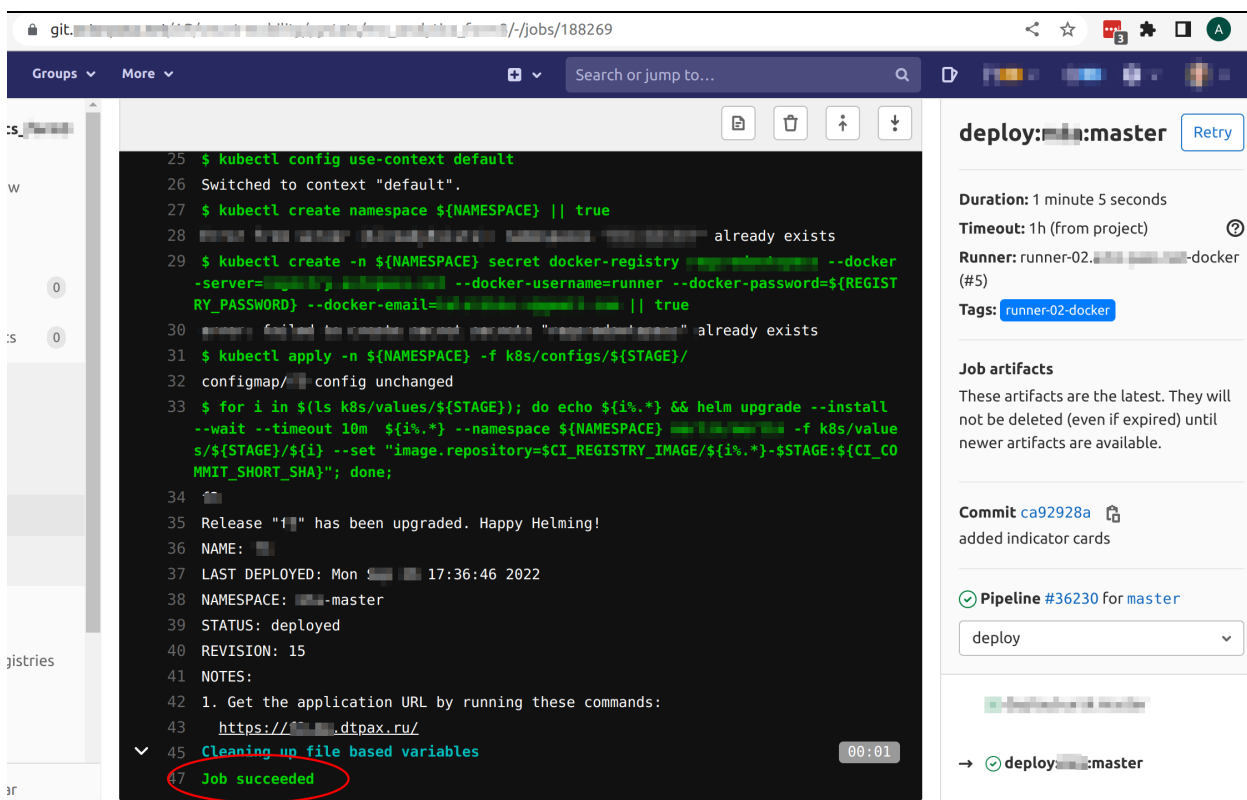 git.
/-/jobs/188269
3
A
Groups
More
Search or jump to...
cs_
w
0
cs
0
gistries
ar
25 $ kubectl config use-context default
26 Switched to context "default".
27 $ kubectl create namespace ${NAMESPACE} || true
28 already exists
29 $ kubectl create -n ${NAMESPACE} secret docker-registry --docker
-server= --docker-username=runner --docker-password=${REGIST
RY_PASSWORD} --docker-email= || true
30 already exists
31 $ kubectl apply -n ${NAMESPACE} -f k8s/configs/${STAGE}/
32 configmap/ config unchanged
33 $ for i in $(ls k8s/values/${STAGE}); do echo ${i%.*} && helm upgrade --install
--wait --timeout 10m ${i%.*} --namespace ${NAMESPACE} -f k8s/value
s/${STAGE}/${i} --set "image.repository=$CI_REGISTRY_IMAGE/${i%.*}-$STAGE:${CI_CO
MMIT_SHORT_SHA}"; done;
34
35 Release "f " has been upgraded. Happy Helming!
36 NAME:
37 LAST DEPLOYED: Mon 17:36:46 2022
38 NAMESPACE: -master
39 STATUS: deployed
40 REVISION: 15
41 NOTES:
42 1. Get the application URL by running these commands:
43 https:// .dtpax.ru/
45 Cleaning up file based variables
00:01
47 Job succeeded
deploy: :master
Retry
Duration: 1 minute 5 seconds
Timeout: 1h (from project)
Runner: runner-02. -docker
(#5)
Tags: runner-02-docker
Job artifacts
These artifacts are the latest. They will
not be deleted (even if expired) until
newer artifacts are available.
Commit ca92928a
added indicator cards
Pipeline #36230 for master
deploy
→ deploy: :master